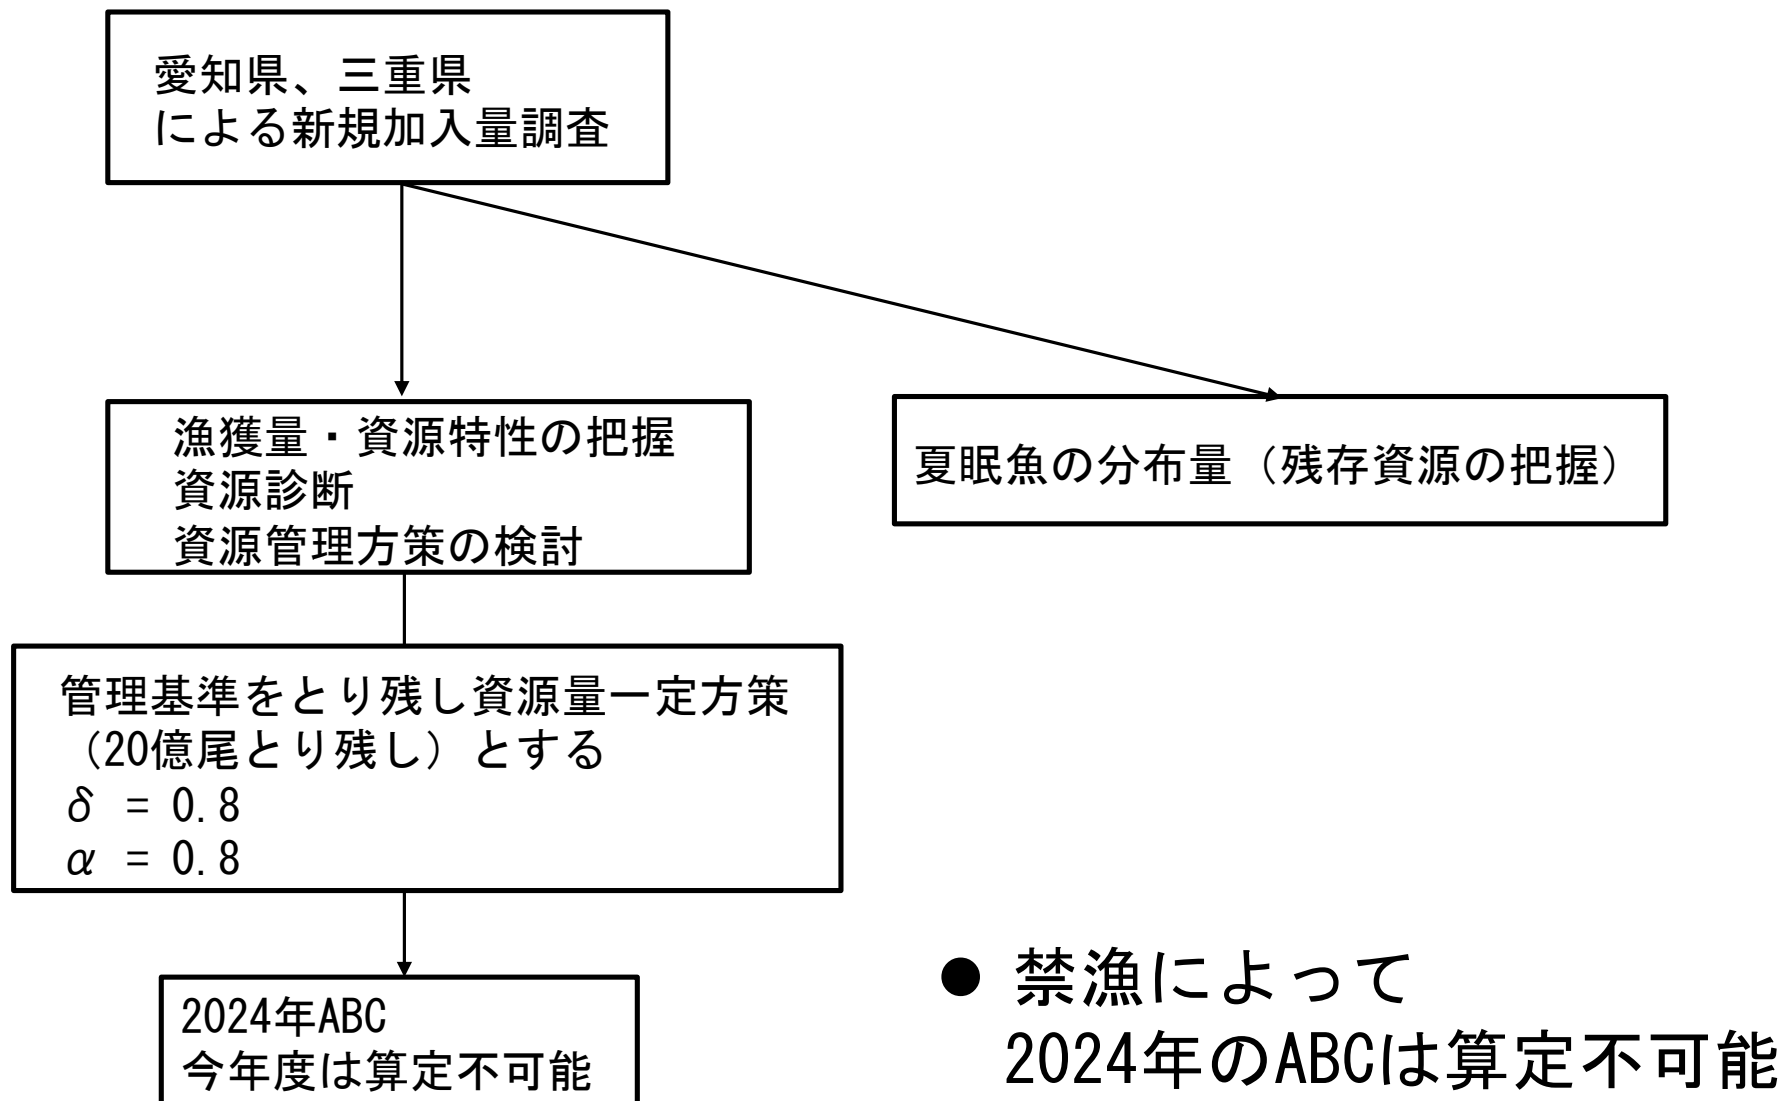 愛知県、三重県
による新規加入量調査
漁獲量・資源特性の把握
資源診断
資源管理方策の検討
夏眠魚の分布量（残存資源の把握）
管理基準をとり残し資源量一定方策
（20億尾とり残し）とする
δ = 0.8
α = 0.8
2024年ABC
今年度は算定不可能
● 禁漁によって
2024年のABCは算定不可能